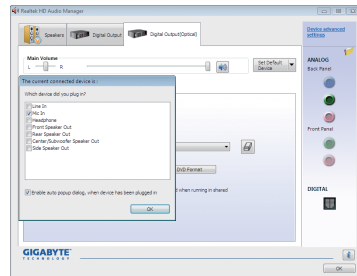 Realtek HD Audio Manager
Speakers
Digital Output
Digital Output(Optical)
Device advanced
settings
Main Volume
L
R
Set Default
Device
ANALOG
Back Panel
The current connected device is:
Which device did you plug in?
Line In
Mic In
Headphone
Front Speaker Out
Rear Speaker Out
Center/Subwoofer Speaker Out
Side Speaker Out
Front Panel
DVD Format
Enable auto popup dialog, when device has been plugged in
d when running in shared
DIGITAL
OK
GIGABYTE
TECHNOLOGY
i
OK